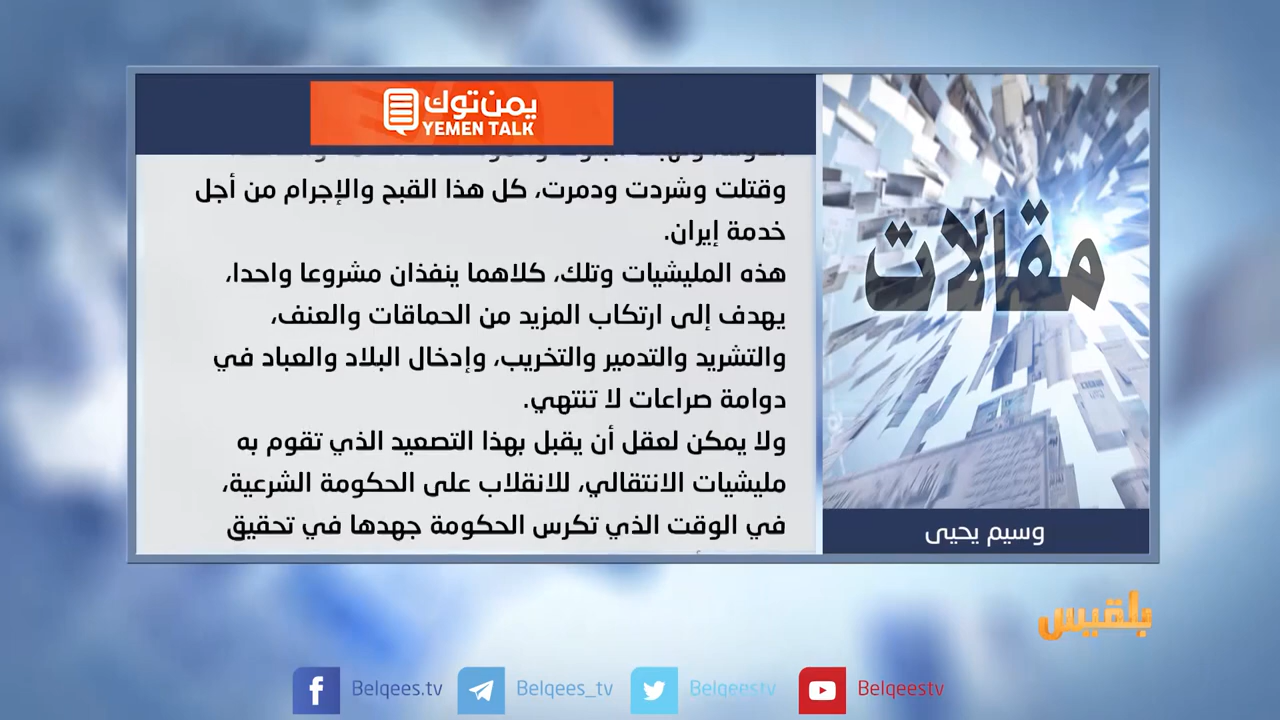 يمن توك
YEMEN TALK
وقتلت وشردت ودمرت، كل هذا القبح والإجرام من أجل
خدمة إيران.
هذه المليشيات وتلك، كلاهما ينفذان مشروعا واحدا،
يهدف إلى ارتكاب المزيد من الحماقات والعنف،
والتشريد والتدمير والتخريب، وإدخال البلاد والعباد في
دوامة صراعات لا تنتهي.
ولا يمكن لعقل أن يقبل بهذا التصعيد الذي تقوم به
مليشيات الانتقالي، للانقلاب على الحكومة الشرعية،
في الوقت الذي تكرس الحكومة جهدها في تحقيق
مقالات
وسيم يحيى
بلقيس
Belqees.tv
Belqees_tv
Belqeestv
Belqeestv